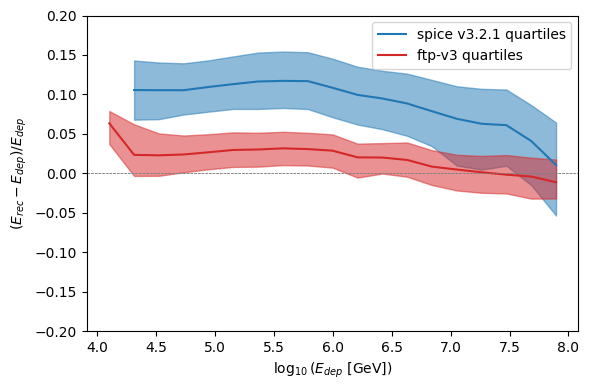 0.20
0.15
0.10
0.05
0.00
−0.05
−0.10
−0.15
−0.20
(E_rec − E_dep)/E_dep
spice v3.2.1 quartiles
ftp-v3 quartiles
4.0 4.5 5.0 5.5 6.0 6.5 7.0 7.5 8.0
log10 (E_dep [GeV])